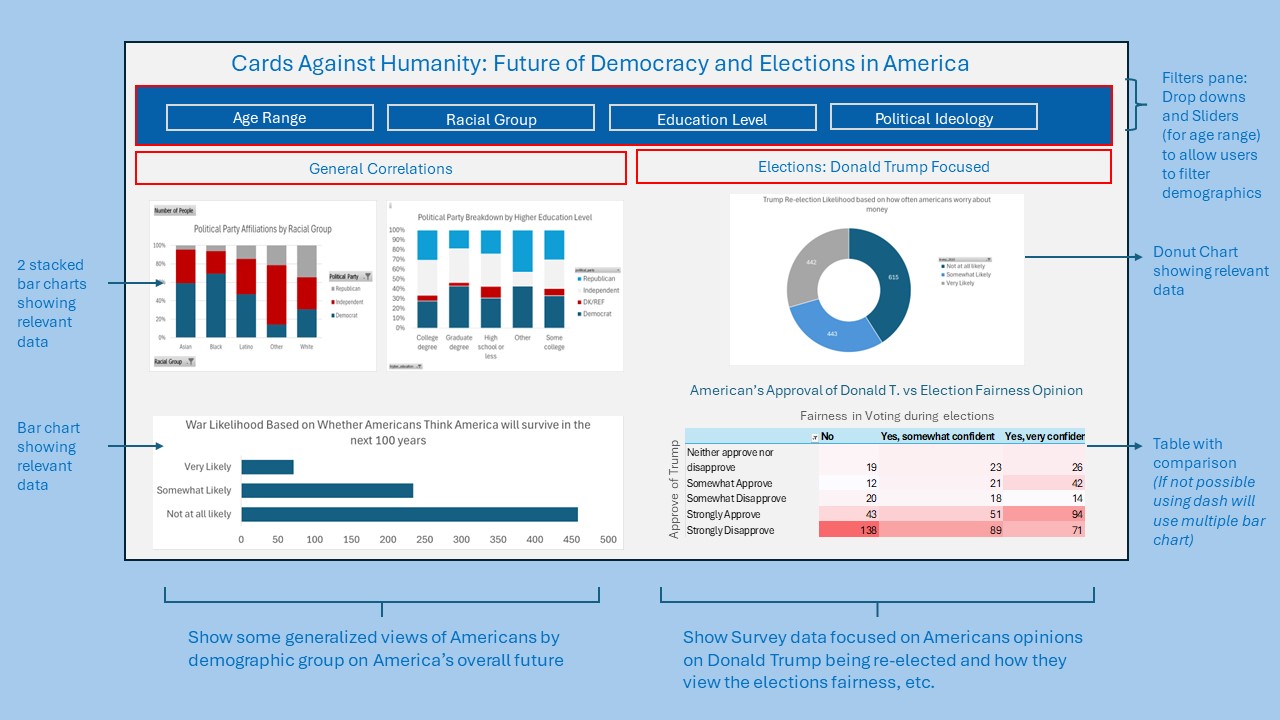 Cards Against Humanity: Future of Democracy and Elections in America
Age Range
Racial Group
Education Level
Political Ideology
Filters pane:
Drop downs
and Sliders
(for age range)
to allow users
to filter
demographics
General Correlations
Elections: Donald Trump Focused
2 stacked
bar charts
showing
relevant
data
Number of People
Political Party Affiliations by Racial Group
100%
80%
60%
40%
20%
0%
Asian
Black
Latino
Other
White
Political Party
Republican
Independent
Democrat
Racial Group
Political Party Breakdown by Higher Education Level
100%
90%
80%
70%
60%
50%
40%
30%
20%
10%
0%
College
degree
Graduate
degree
High
school or
less
Other
Some
college
Republican
Independent
DK/REF
Democrat
Trump Re-election Likelihood based on how often americans worry about
money
442
615
443
Not at all likely
Somewhat Likely
Very Likely
Donut Chart
showing relevant
data
Bar chart
showing
relevant
data
War Likelihood Based on Whether Americans Think America will survive in the
next 100 years
Very Likely
Somewhat Likely
Not at all likely
0 50 100 150 200 250 300 350 400 450 500
American's Approval of Donald T. vs Election Fairness Opinion
Fairness in Voting during elections
Approve of Trump
No Yes, somewhat confident Yes, very confider
Neither approve nor
disapprove 19 23 26
Somewhat Approve 12 21 42
Somewhat Disapprove 20 18 14
Strongly Approve 43 51 94
Strongly Disapprove 138 89 71
Table with
comparison
(If not possible
using dash will
use multiple bar
chart)
Show some generalized views of Americans by
demographic group on America's overall future
Show Survey data focused on Americans opinions
on Donald Trump being re-elected and how they
view the elections fairness, etc.